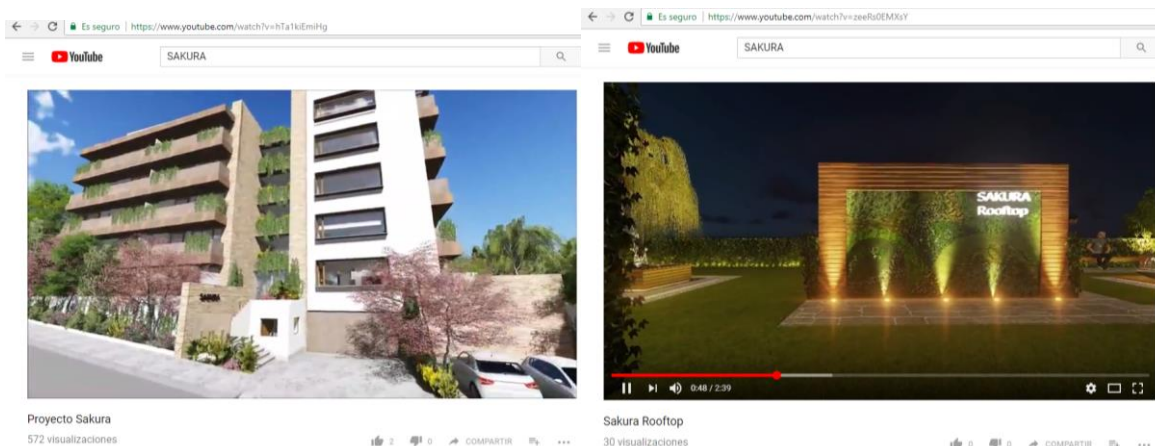 Es seguro | https://www.youtube.com/watch?v=hTa1kiEmiHg
YouTube
SAKURA
SAKURA
Proyecto Sakura
572 visualizaciones
2
0
COMPARTIR
Es seguro | https://www.youtube.com/watch?v=zeeRs0EMXsY
YouTube
SAKURA
SAKURA
Rooftop
0:48 / 2:39
Sakura Rooftop
30 visualizaciones
0
0
COMPARTIR